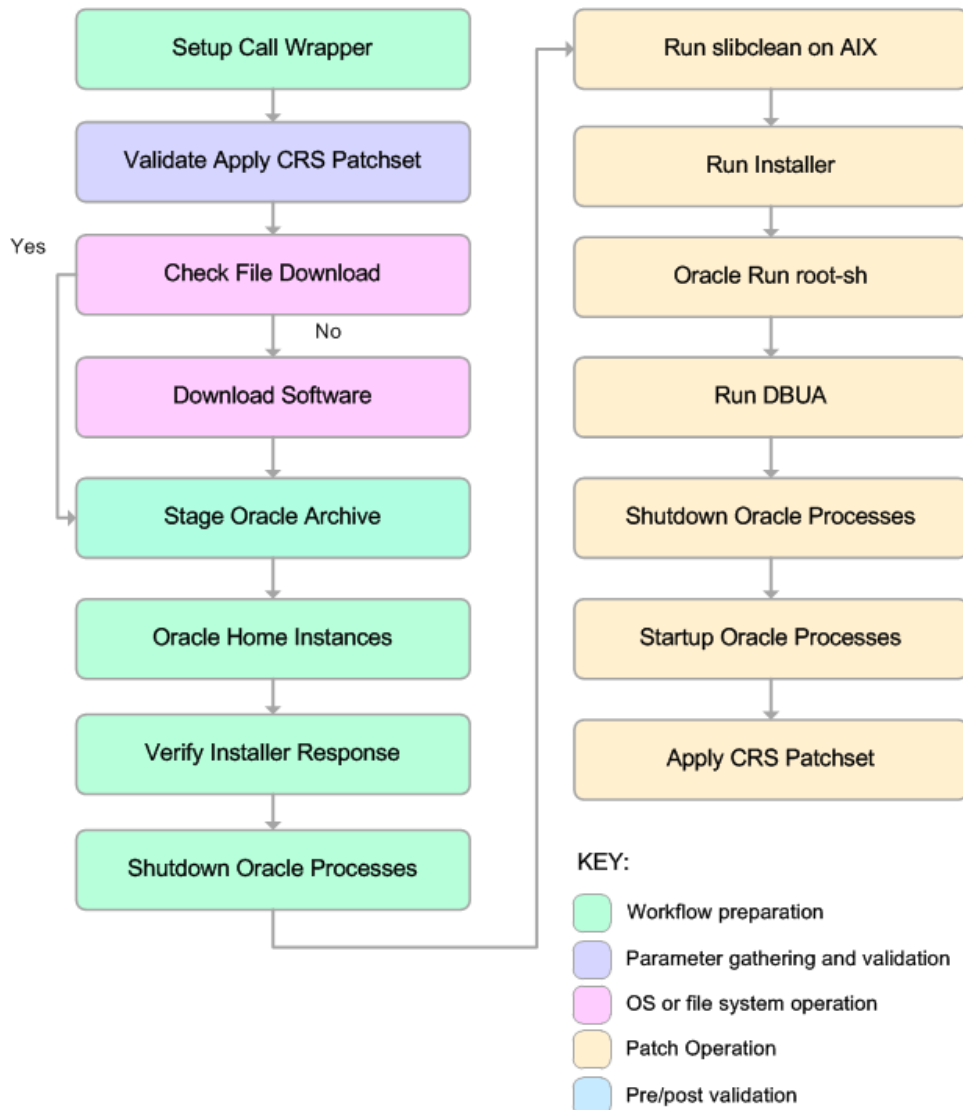 Setup Call Wrapper
Validate Apply CRS Patchset
Yes
Check File Download
No
Download Software
Stage Oracle Archive
Oracle Home Instances
Verify Installer Response
Shutdown Oracle Processes
Run slibclean on AIX
Run Installer
Oracle Run root-sh
Run DBUA
Shutdown Oracle Processes
Startup Oracle Processes
Apply CRS Patchset
KEY:
Workflow preparation
Parameter gathering and validation
OS or file system operation
Patch Operation
Pre/post validation